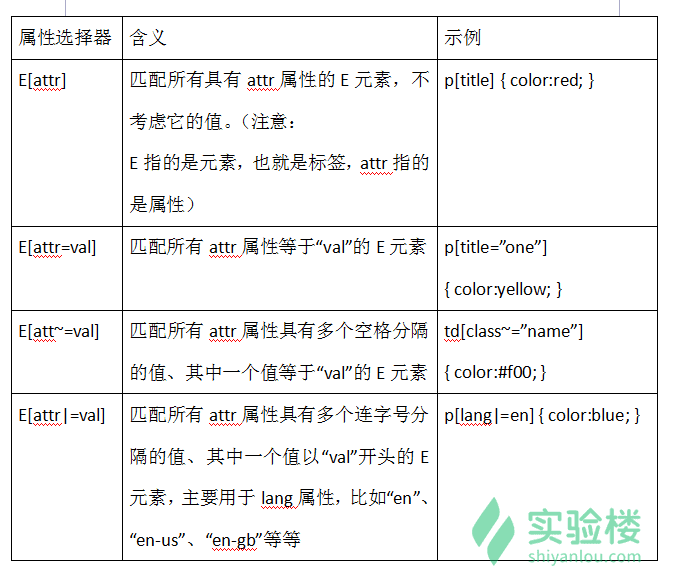 属性选择器 含义 示例
E[attr] 匹配所有具有 attr 属性的 E 元素，不 p[title] { color:red; }
考虑它的值。（注意：
E 指的是元素，也就是标签，attr 指的
是属性）
E[attr=val] 匹配所有 attr 属性等于“val”的 E 元素 p[title=”one”]
{ color:yellow; }
E[att~=val] 匹配所有 attr 属性具有多个空格分隔 td[class~=”name”]
的值、其中一个值等于“val”的 E 元素 { color:#f00; }
E[attr|=val] 匹配所有 attr 属性具有多个连字号分 p[lang|=en] { color:blue; }
隔的值、其中一个值以“val”开头的 E
元素，主要用于 lang 属性，比如“en”、
“en-us”、“en-gb”等等
实验楼
shiyanlou.com